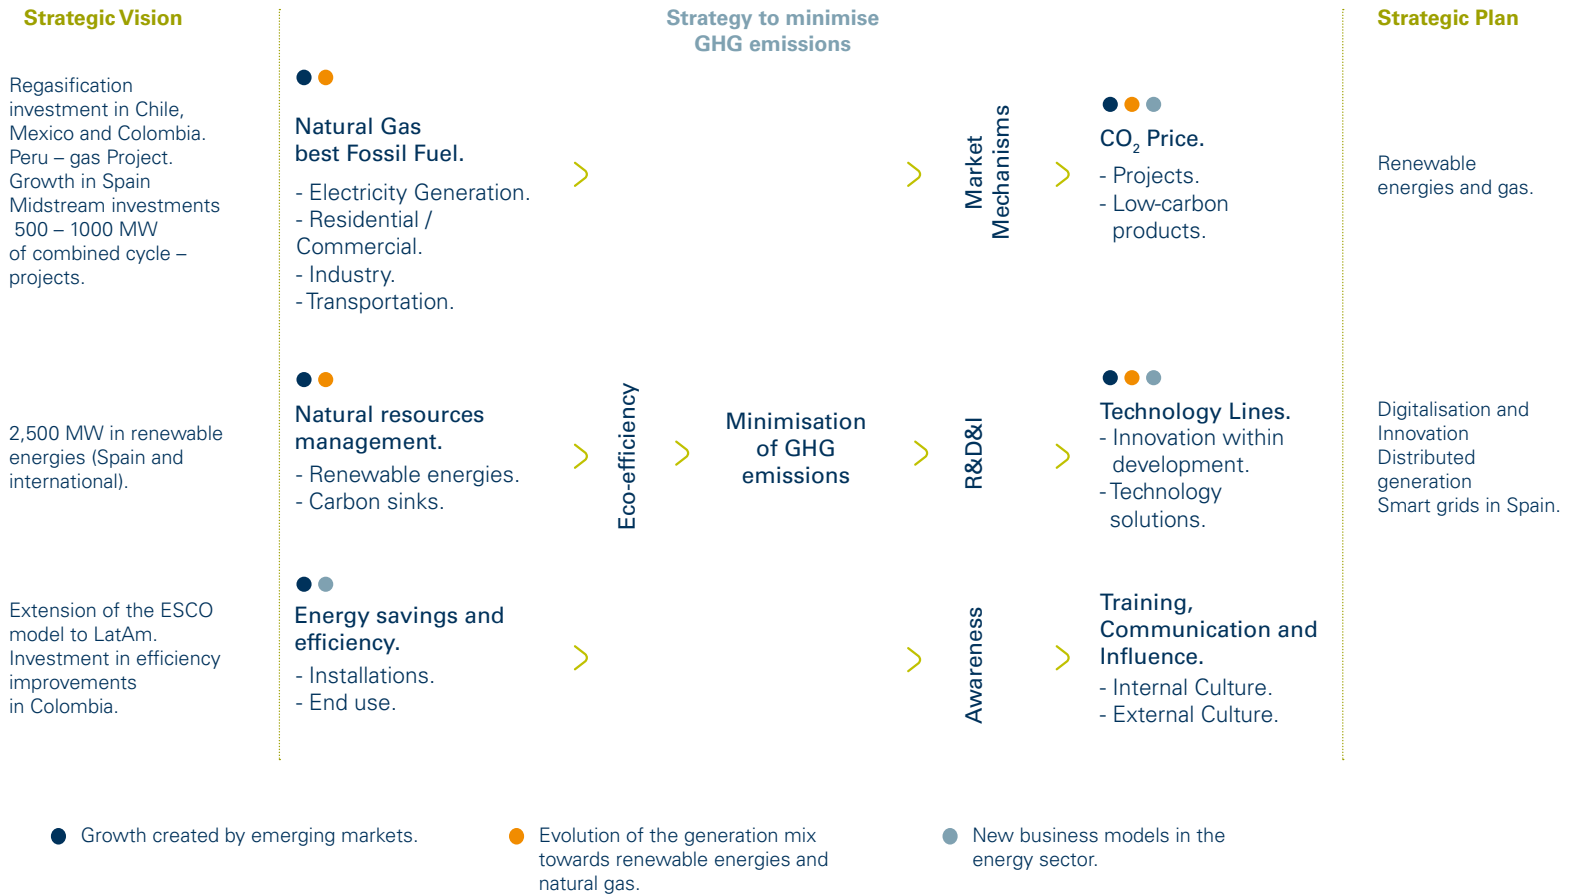 Strategic Vision
Strategy to minimise
GHG emissions
Strategic Plan
Regasification
investment in Chile,
Mexico and Colombia.
Peru – gas Project.
Growth in Spain
Midstream investments
500 – 1000 MW
of combined cycle –
projects.
Natural Gas
best Fossil Fuel.
- Electricity Generation.
- Residential /
Commercial.
- Industry.
- Transportation.
Market
Mechanisms
CO2 Price.
- Projects.
- Low-carbon
products.
Renewable
energies and gas.
2,500 MW in renewable
energies (Spain and
international).
Natural resources
management.
- Renewable energies.
- Carbon sinks.
Eco-efficiency
Minimisation
of GHG
emissions
R&D&I
Technology Lines.
- Innovation within
development.
- Technology
solutions.
Digitalisation and
Innovation
Distributed
generation
Smart grids in Spain.
Extension of the ESCO
model to LatAm.
Investment in efficiency
improvements
in Colombia.
Energy savings and
efficiency.
- Installations.
- End use.
Awareness
Training,
Communication and
Influence.
- Internal Culture.
- External Culture.
Growth created by emerging markets.
Evolution of the generation mix
towards renewable energies and
natural gas.
New business models in the
energy sector.